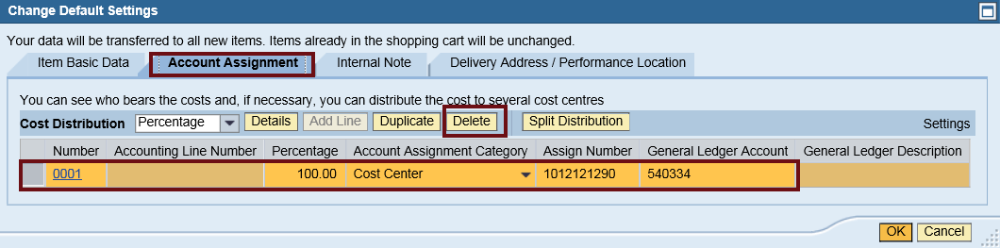 Change Default Settings
Your data will be transferred to all new items. Items already in the shopping cart will be unchanged.
Item Basic Data Account Assignment Internal Note Delivery Address / Performance Location
You can see who bears the costs and, if necessary, you can distribute the cost to several cost centres
Cost Distribution Percentage Details Add Line Duplicate Delete Split Distribution Settings
Number Accounting Line Number Percentage Account Assignment Category Assign Number General Ledger Account General Ledger Description
0001 100.00 Cost Center 1012121290 540334
OK Cancel